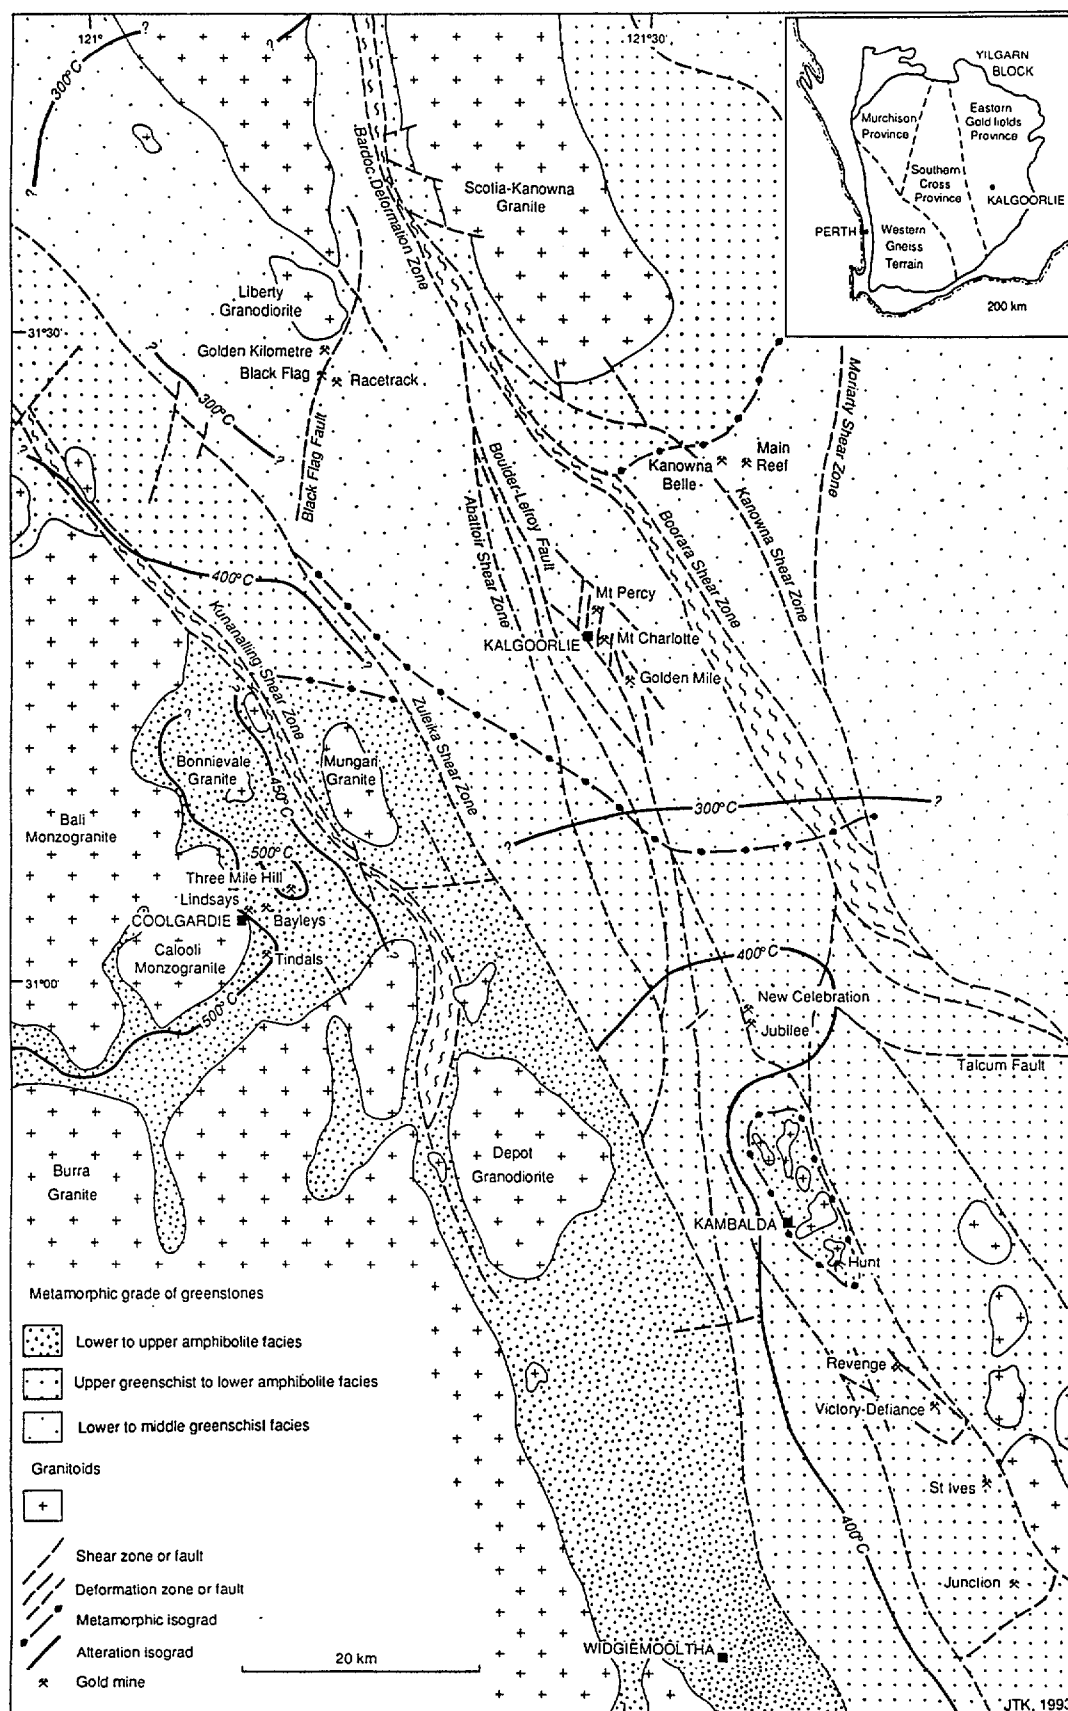 121°
121°30'
300°C
?
?
?
YILGARN
BLOCK
Murchison
Province
Eastern
Goldfields
Province
Southern
Cross
Province
KALGOORLIE
PERTH
Western
Gneiss
Terrain
200 km
Bardoc Deformation Zone
Scotia-Kanowna
Granite
Liberty
Granodiorite
31°30'
Golden Kilometre
Black Flag
Racetrack
?
300°C
?
Black Flag Fault
Moriarty Shear Zone
Main
Reef
Kanowna
Belle
Kanowna Shear Zone
Boulder-Lefroy Fault
Abattoir Shear Zone
Boorara Shear Zone
?
400°C
?
Mt Percy
KALGOORLIE
Mt Charlotte
Golden Mile
Kunanalling Shear Zone
Zuleika Shear Zone
?
?
Bonnievale
Granite
Mungari
Granite
450°C
300°C
?
?
Bali
Monzogranite
500°C
Three Mile Hill
Lindsays
COOLGARDIE
Bayleys
Calooli
Monzogranite
Tindals
?
31°00'
500°C
400°C
New Celebration
Jubilee
Talcum Fault
Burra
Granite
Depot
Granodiorite
KAMBALDA
Hunt
Metamorphic grade of greenstones
Lower to upper amphibolite facies
Upper greenschist to lower amphibolite facies
Lower to middle greenschist facies
Granitoids
Shear zone or fault
Deformation zone or fault
Metamorphic isograd
Alteration isograd
Gold mine
20 km
Revenge
Victory-Defiance
St Ives
400°C
Junction
WIDGIEMOOLTHA
JTK, 1993